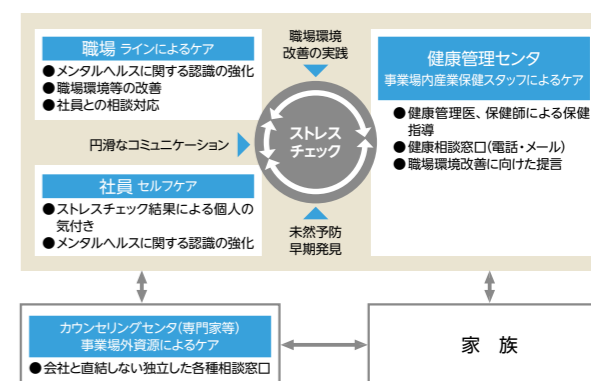 職場 ラインによるケア
●メンタルヘルスに関する認識の強化
●職場環境等の改善
●社員との相談対応
円滑なコミュニケーション
社員 セルフケア
●ストレスチェック結果による個人の
気付き
●メンタルヘルスに関する認識の強化
職場環境
改善の実践
ストレス
チェック
未然予防
早期発見
健康管理センタ
事業場内産業保健スタッフによるケア
●健康管理医、保健師による保健
指導
●健康相談窓口(電話・メール)
●職場環境改善に向けた提言
カウンセリングセンタ(専門家等)
事業場外資源によるケア
●会社と直結しない独立した各種相談窓口
家 族